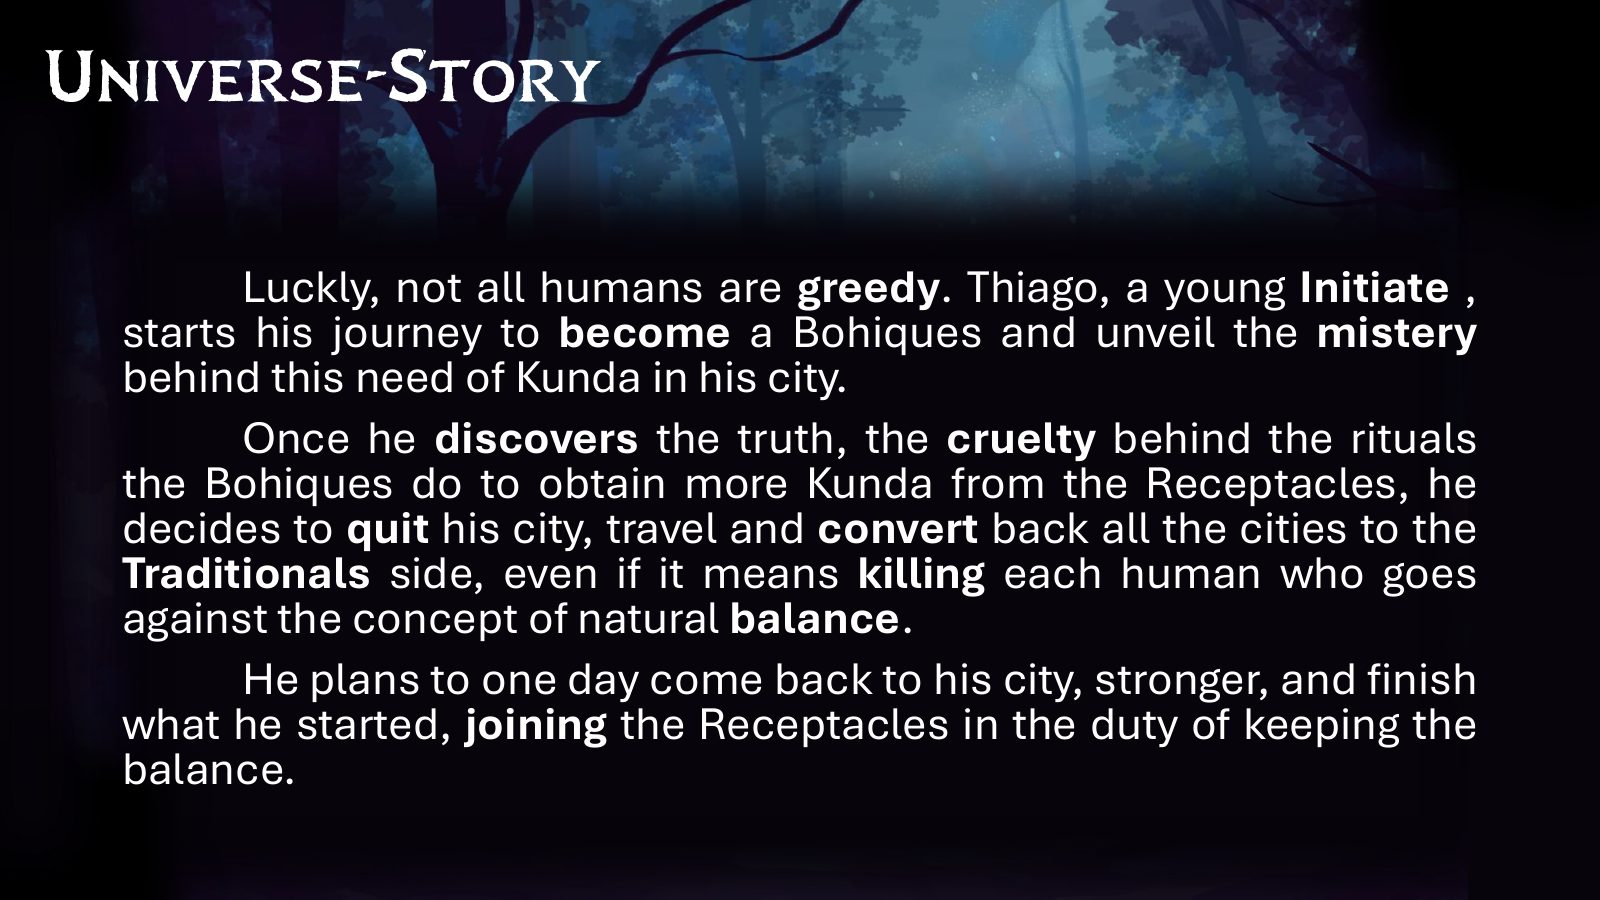 Universe-Story
Luckly, not all humans are greedy. Thiago, a young Initiate ,
starts his journey to become a Bohiques and unveil the mistery
behind this need of Kunda in his city.
Once he discovers the truth, the cruelty behind the rituals
the Bohiques do to obtain more Kunda from the Receptacles, he
decides to quit his city, travel and convert back all the cities to the
Traditionals side, even if it means killing each human who goes
against the concept of natural balance.
He plans to one day come back to his city, stronger, and finish
what he started, joining the Receptacles in the duty of keeping the
balance.